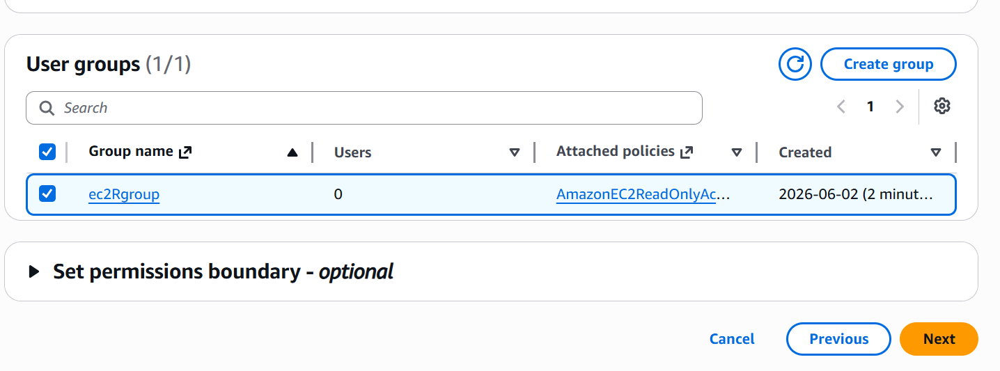 User groups (1/1)
Create group
Search
1
Group name Users Attached policies Created
ec2Rgroup 0 AmazonEC2ReadOnlyAc... 2026-06-02 (2 minut...
Set permissions boundary - optional
Cancel Previous Next